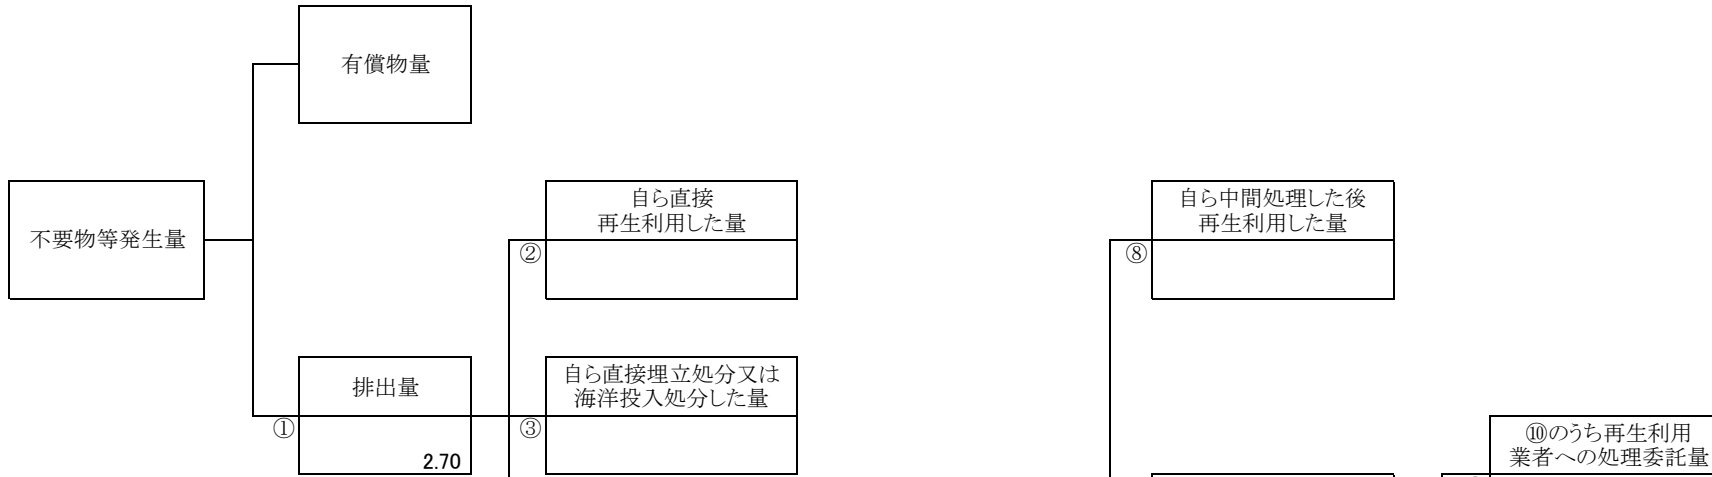 有償物量
不要物等発生量
自ら直接
再生利用した量
②
自ら中間処理した後
再生利用した量
⑧
排出量
①
2.70
自ら直接埋立処分又は
海洋投入処分した量
③
⑩のうち再生利用
業者への処理委託量